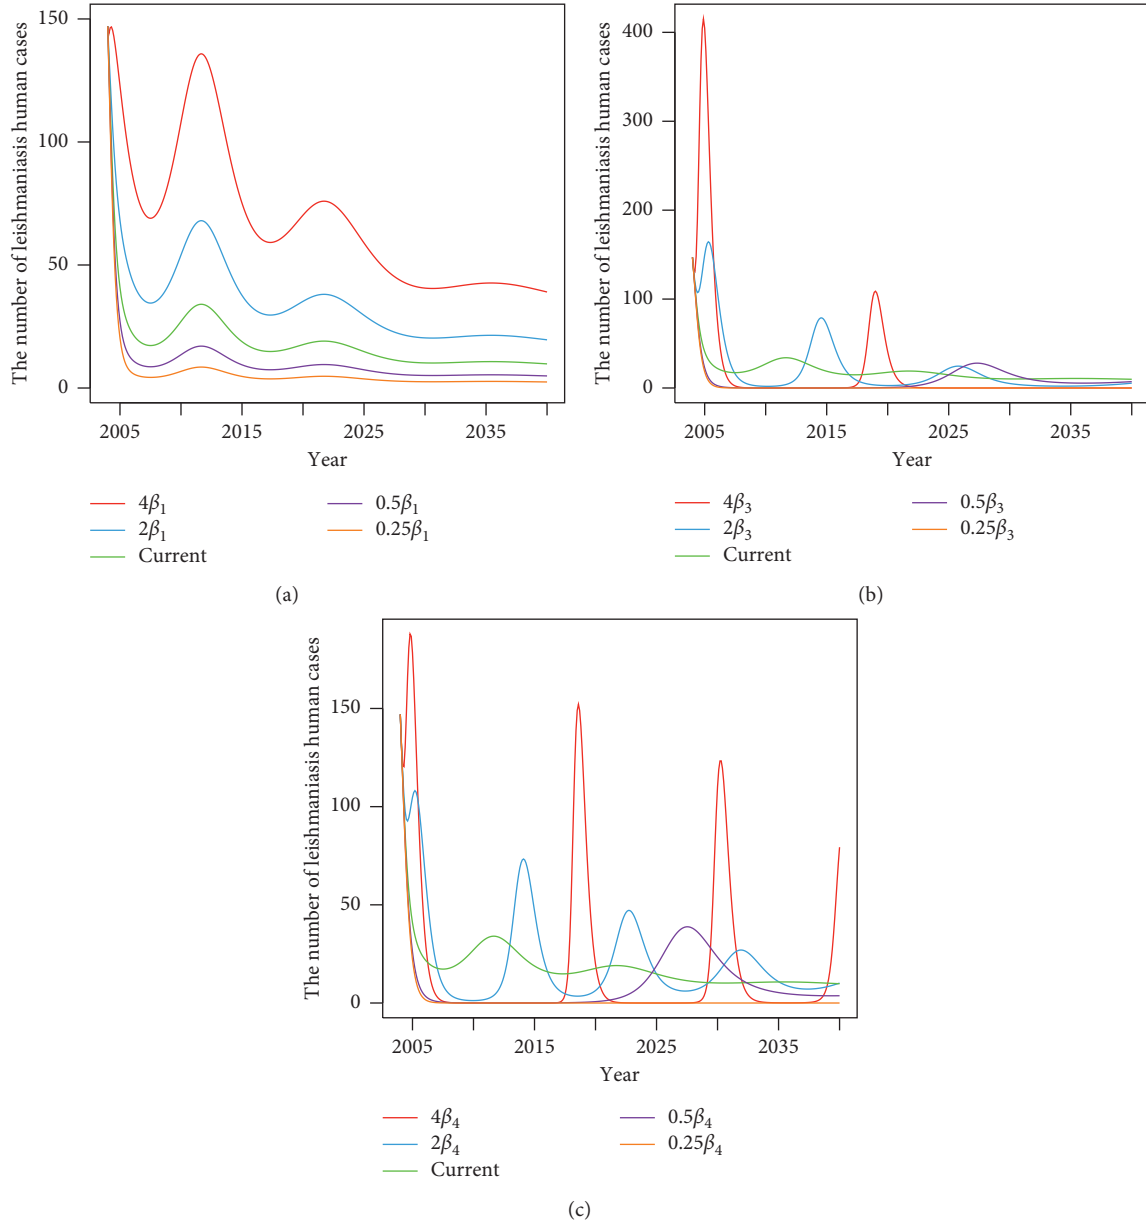 The number of leishmaniasis human cases
150
100
50
0
2005 2015 2025 2035
Year
4β₁ 0.5β₁
2β₁ 0.25β₁
Current
(a)
The number of leishmaniasis human cases
400
300
200
100
0
2005 2015 2025 2035
Year
4β₃ 0.5β₃
2β₃ 0.25β₃
Current
(b)
The number of leishmaniasis human cases
150
100
50
0
2005 2015 2025 2035
Year
4β₄ 0.5β₄
2β₄ 0.25β₄
Current
(c)